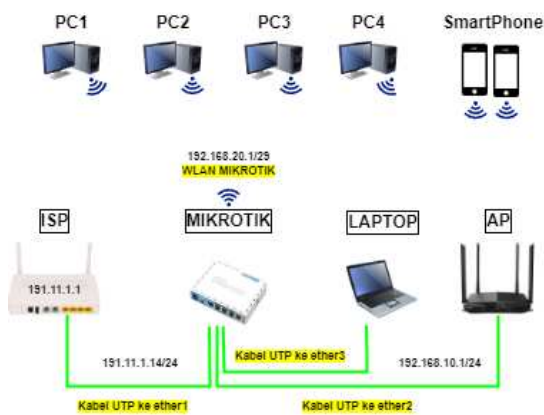 PC1 PC2 PC3 PC4 SmartPhone
192.168.20.1/29
WLAN MIKROTIK
ISP MIKROTIK LAPTOP AP
191.11.1.1
Kabel UTP ke ether3
191.11.1.14/24 192.168.10.1/24
Kabel UTP ke ether1 Kabel UTP ke ether2